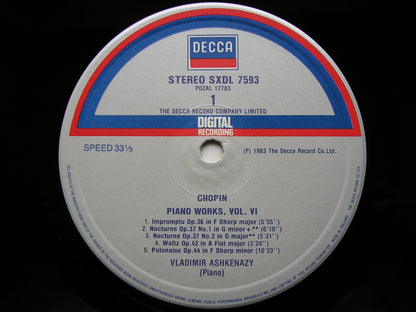 DECCA
STEREO SXDL 7593
PDZAL 17783
1
THE DECCA RECORD COMPANY LIMITED
DIGITAL
RECORDING
SPEED 33⅓
(P) 1983 The Decca Record Co.Ltd.
CHOPIN
PIANO WORKS, VOL. VI
1. Impromptu Op.36 in F Sharp major (5'55'')
2. Nocturne Op.37 No.1 in G minor+** (6'10'')
3. Nocturne Op.37 No.2 in G major** (5'31'')
4. Waltz Op.42 in A Flat major (3'24'')
5. Polonaise Op.44 in F Sharp minor (10'23'')
VLADIMIR ASHKENAZY
(Piano)